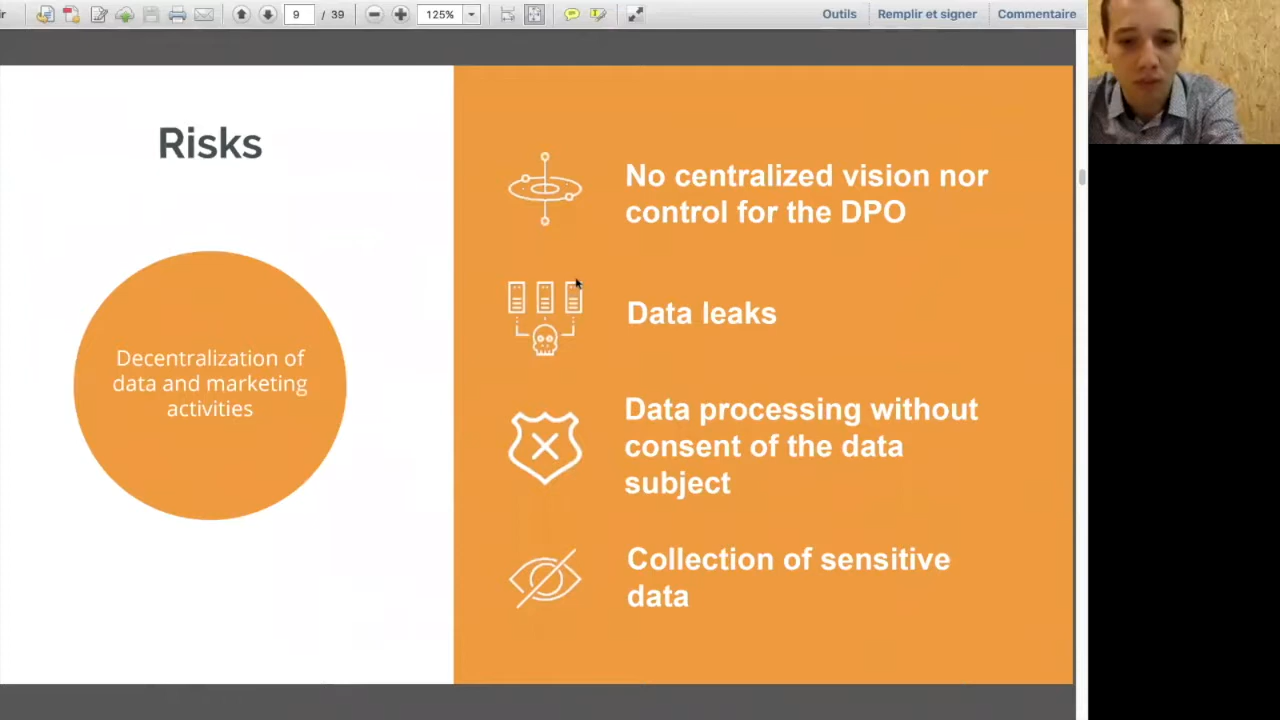 9 / 39
125%
Outils
Remplir et signer
Commentaire
Risks
Decentralization of
data and marketing
activities
No centralized vision nor
control for the DPO
Data leaks
Data processing without
consent of the data
subject
Collection of sensitive
data